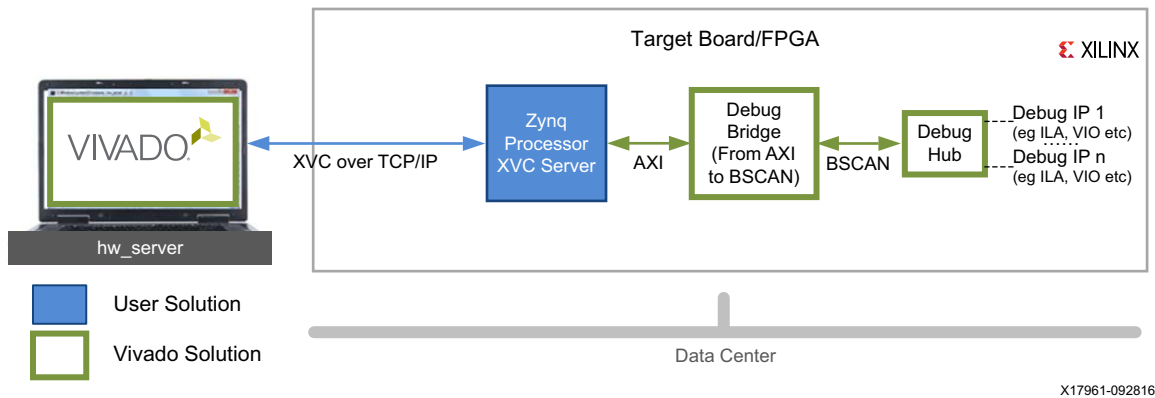 Target Board/FPGA
XILINX
VIVADO
Zynq
Processor
XVC Server
Debug
Bridge
(From AXI
to BSCAN)
Debug
Hub
Debug IP 1
(eg ILA, VIO etc)
......
Debug IP n
(eg ILA, VIO etc)
XVC over TCP/IP
AXI
BSCAN
hw_server
User Solution
Vivado Solution
Data Center
X17961-092816